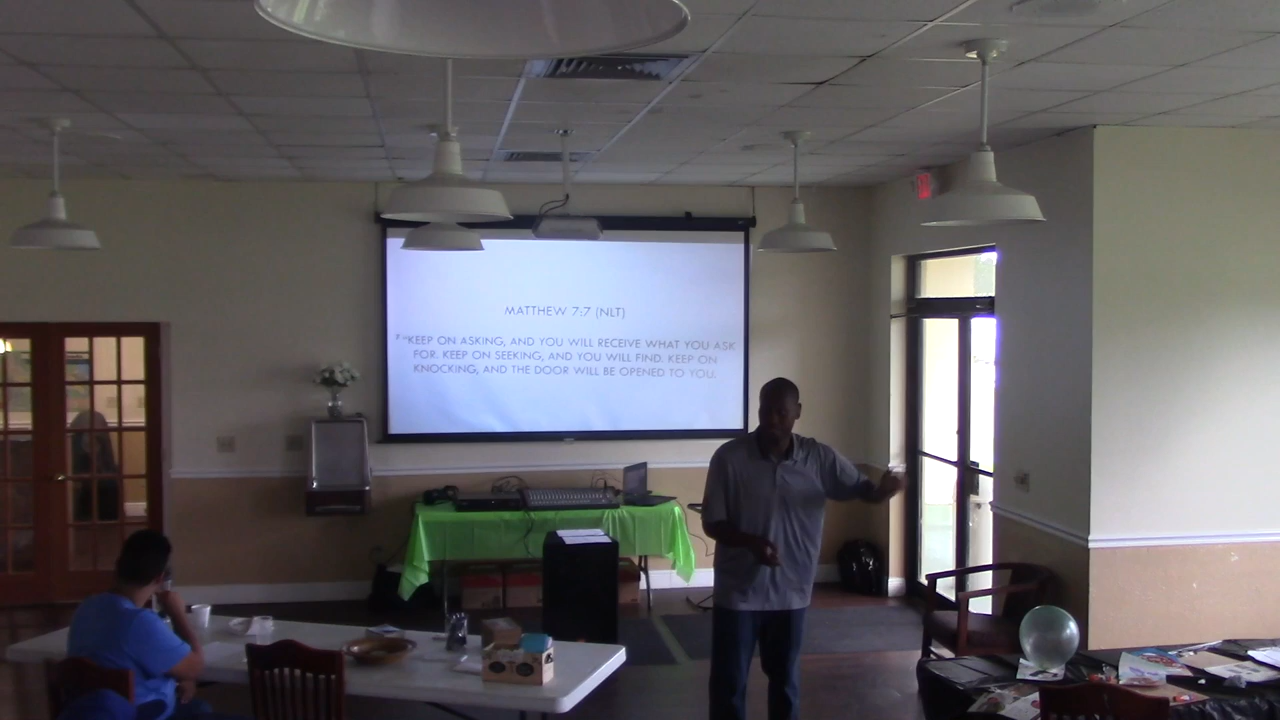 MATTHEW 7:7 (NLT)
7 "KEEP ON ASKING, AND YOU WILL RECEIVE WHAT YOU ASK
FOR. KEEP ON SEEKING, AND YOU WILL FIND. KEEP ON
KNOCKING, AND THE DOOR WILL BE OPENED TO YOU.